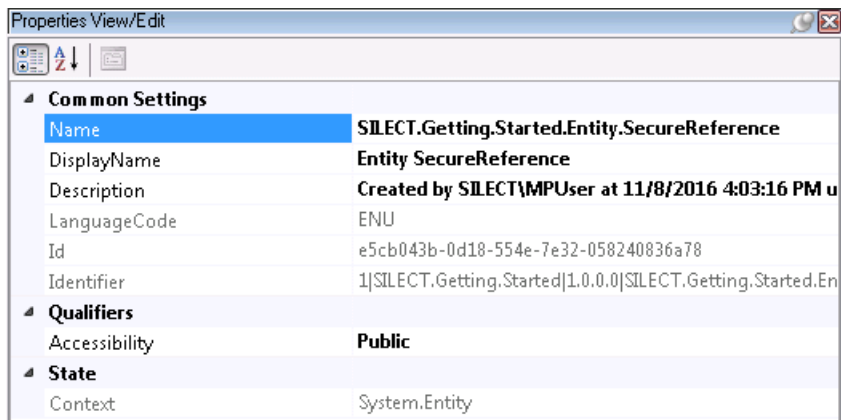 Properties View/Edit
Common Settings
Name SILECT.Getting.Started.Entity.SecureReference
DisplayName Entity SecureReference
Description Created by SILECT\MPUser at 11/8/2016 4:03:16 PM u
LanguageCode ENU
Id e5cb043b-0d18-554e-7e32-058240836a78
Identifier 1|SILECT.Getting.Started|1.0.0.0|SILECT.Getting.Started.En
Qualifiers
Accessibility Public
State
Context System.Entity